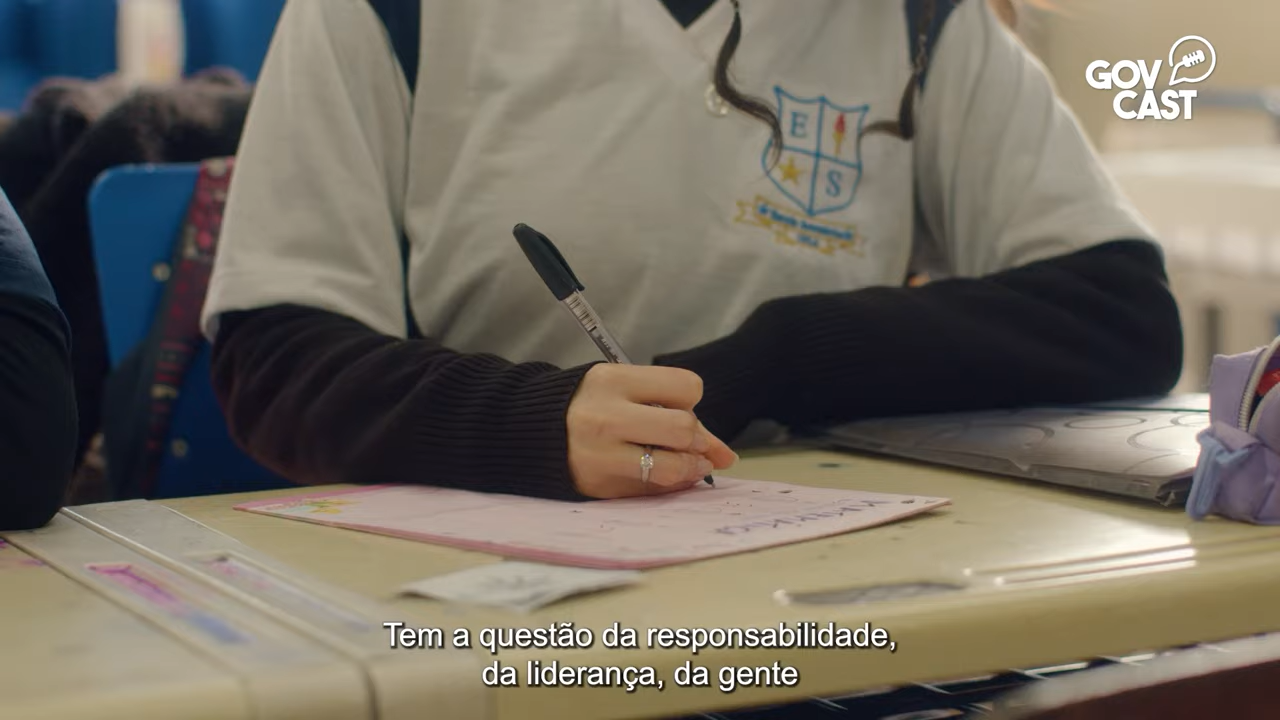 GOV
CAST
E
S
Tem a questão da responsabilidade,
da liderança, da gente